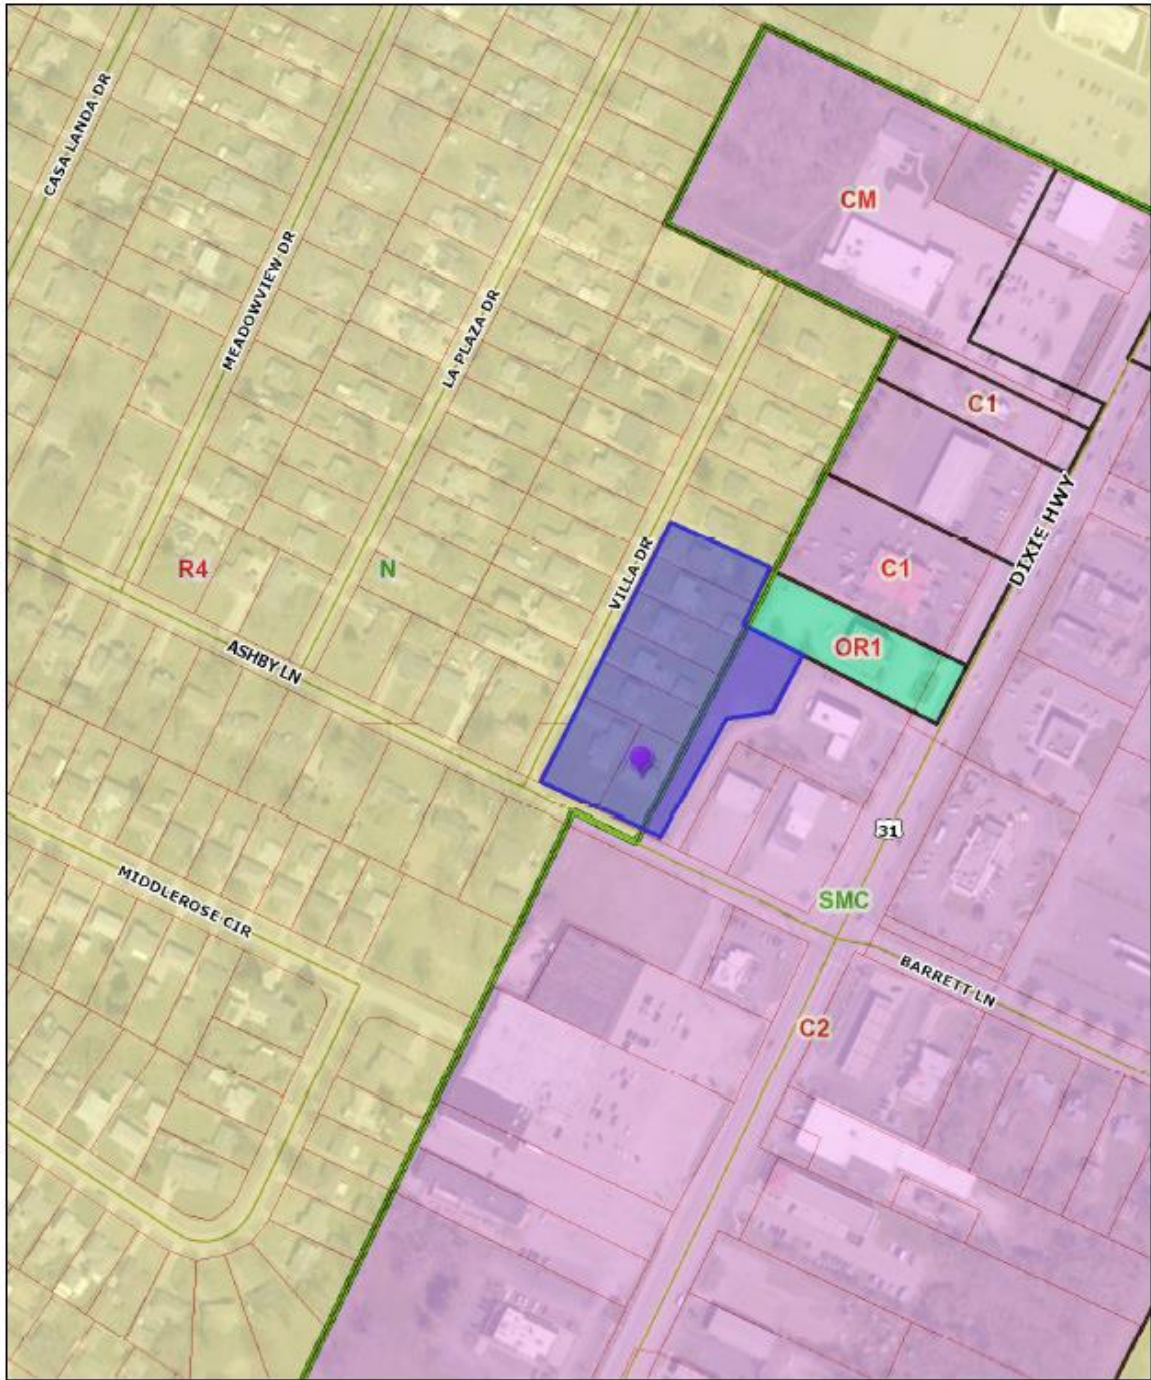 CASA LANDA DR
CM
MEADOWVIEW DR
LA PLAZA DR
C1
DIXIE HWY
VILLA DR
R4
N
C1
ASHBY LN
OR1
31
MIDDLEROSE CIR
SMC
BARRETT LN
C2